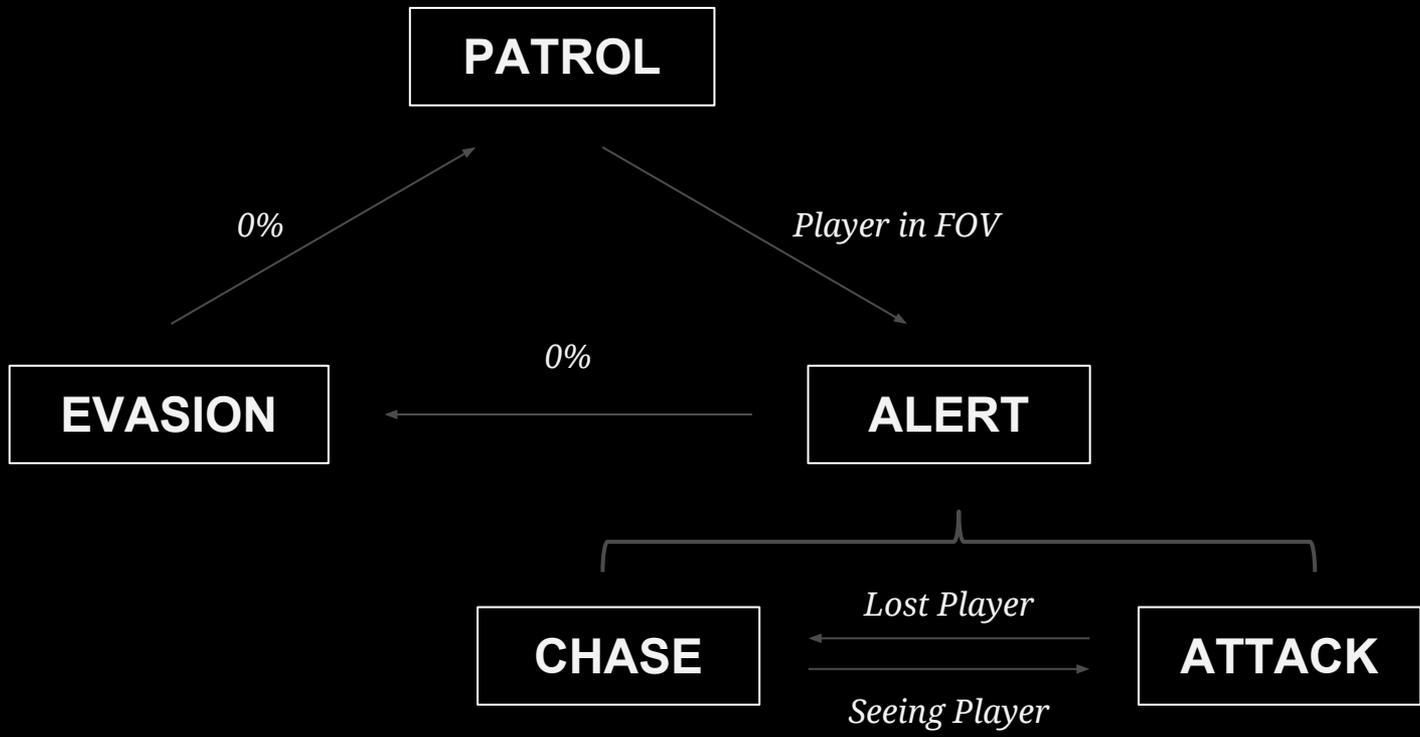 PATROL
0%
Player in FOV
0%
EVASION
ALERT
Lost Player
CHASE
ATTACK
Seeing Player